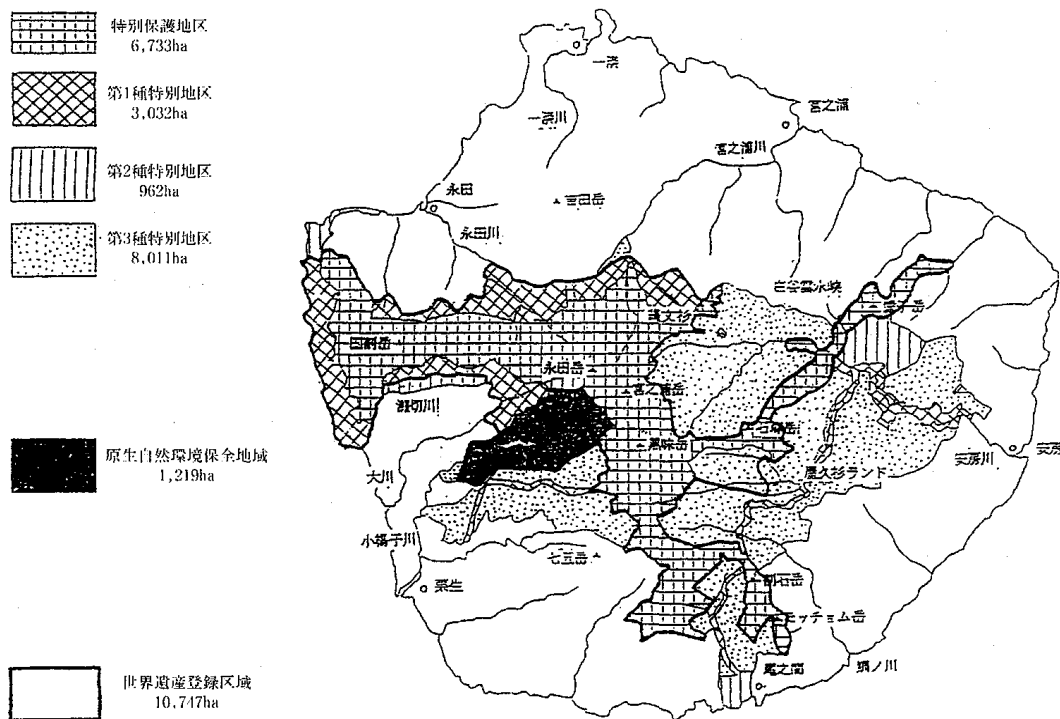 特別保護地区
6,733ha
第1種特別地区
3,032ha
第2種特別地区
962ha
第3種特別地区
8,011ha
原生自然環境保全地域
1,219ha
世界遺産登録区域
10,747ha
一湊
一湊川
宮之浦
宮之浦川
永田
吉田岳
永田川
白谷雲水峡
縄文杉
国割岳
永田岳
宮之浦岳
瀬切川
黒味岳
石塚岳
大川
屋久杉ランド
安房川
安房
小楊子川
七五岳
栗生
割石岳
モッチョム岳
尾之間
鯛ノ川